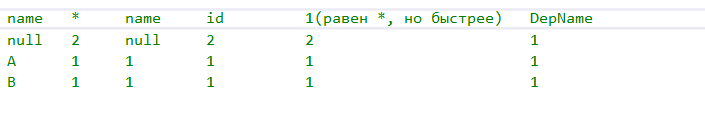 name * name id 1(равен *, но быстрее) DepName
null 2 null 2 2 1
A 1 1 1 1 1
B 1 1 1 1 1